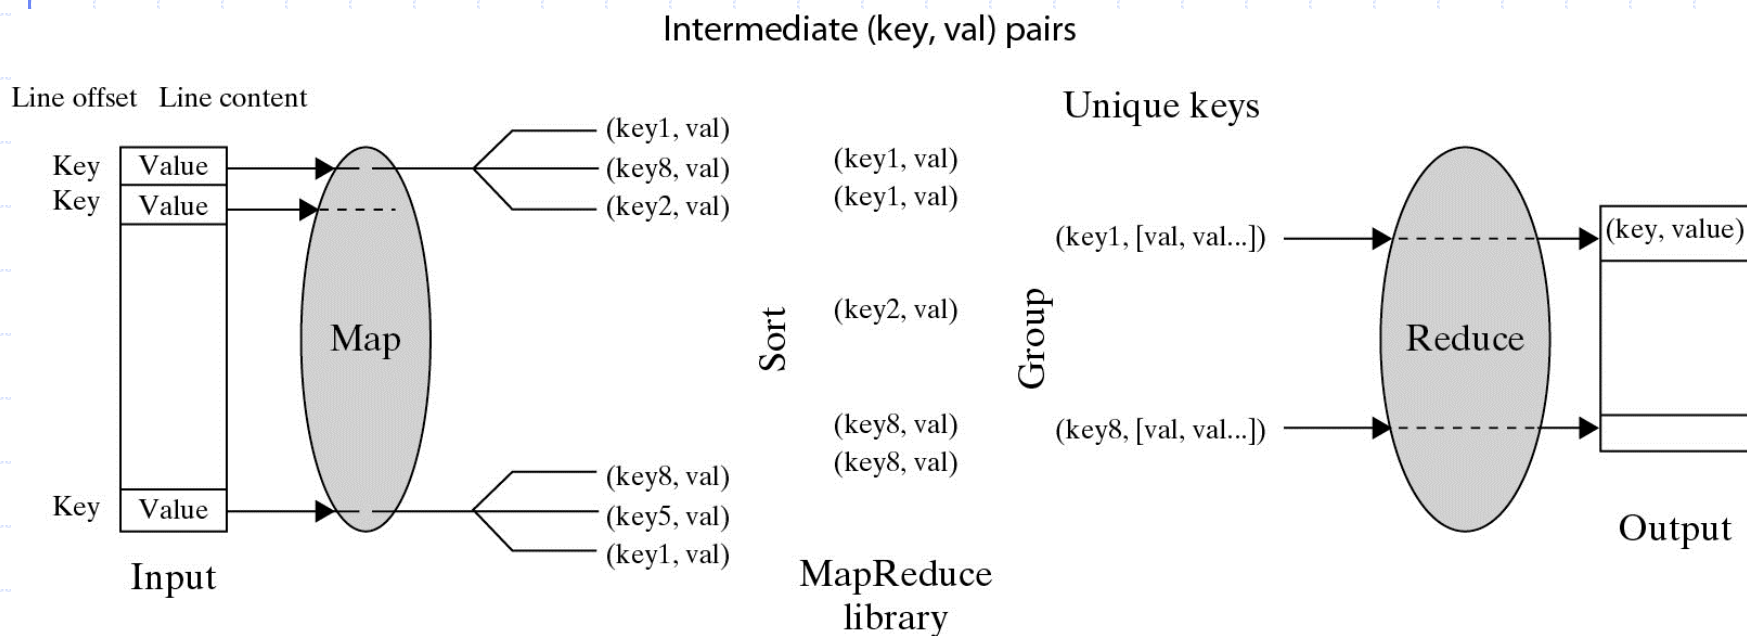 Intermediate (key, val) pairs
Line offset Line content
Unique keys
Key Value
Key Value
Key Value
Input
Map
(key1, val)
(key8, val)
(key2, val)
(key8, val)
(key5, val)
(key1, val)
Sort
(key1, val)
(key1, val)
(key2, val)
(key8, val)
(key8, val)
MapReduce
library
Group
(key1, [val, val...])
(key8, [val, val...])
Reduce
(key, value)
Output